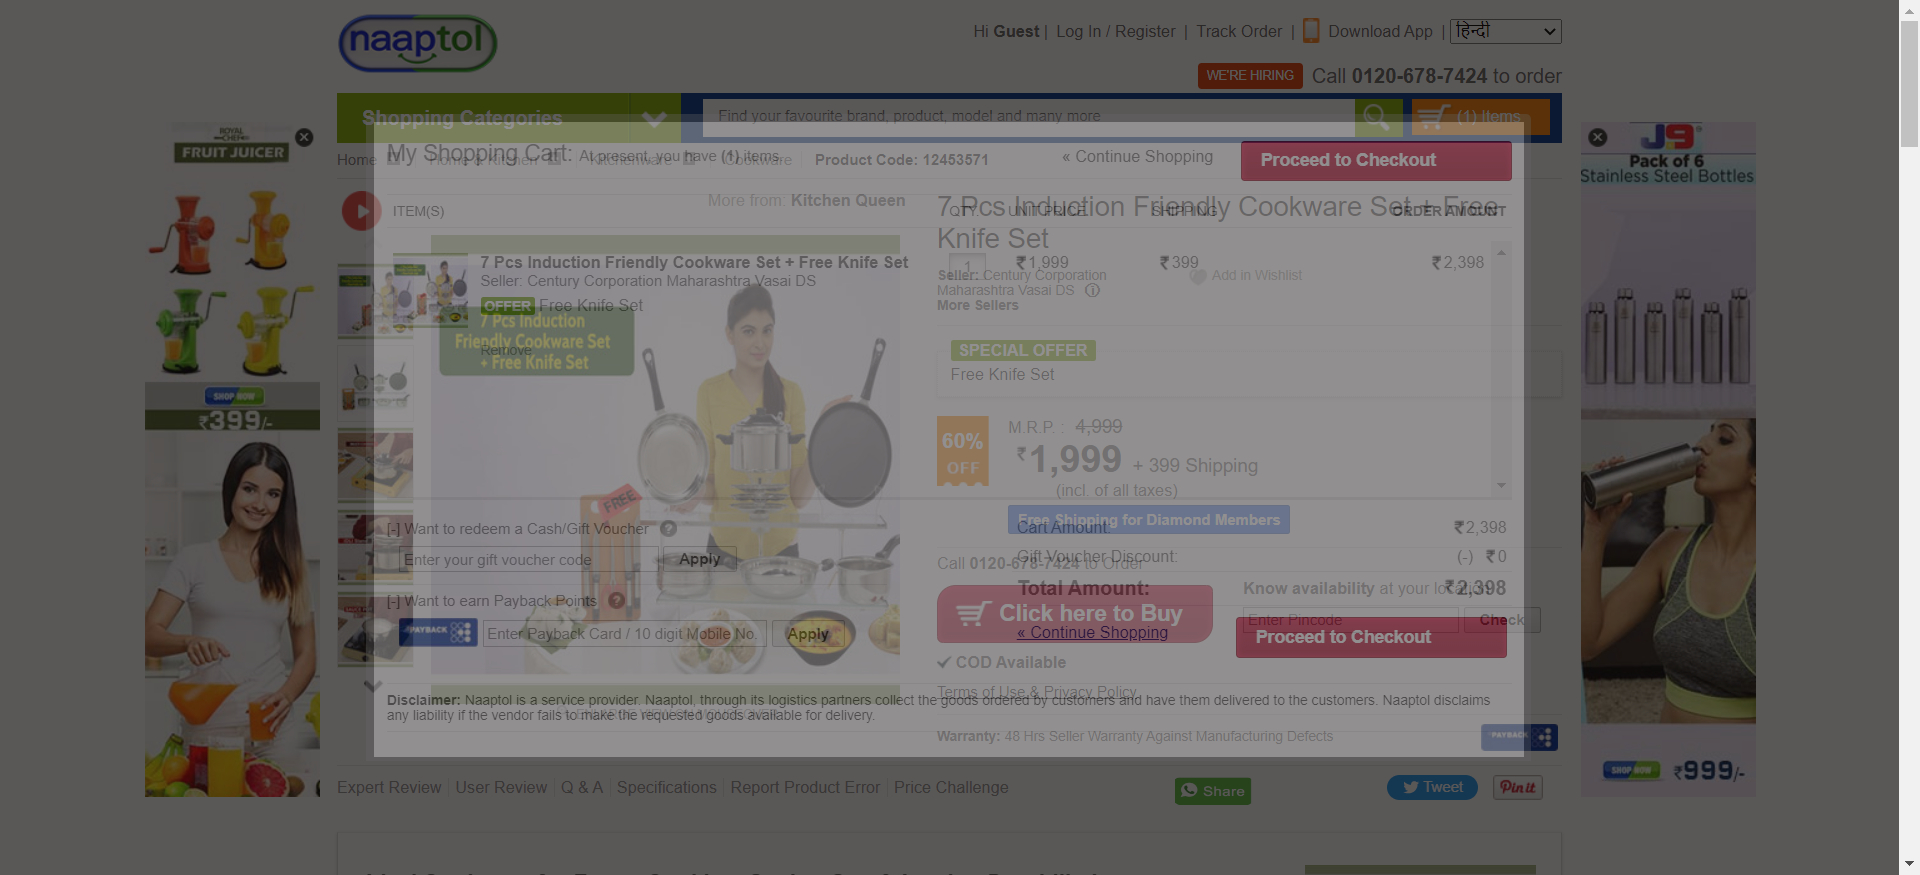 naaptol
Hi Guest | Log In / Register | Track Order | Download App | हिन्दी
WE'RE HIRING Call 0120-678-7424 to order
Shopping Categories
Find your favourite brand, product, model and many more
(1) Items
My Shopping Cart: At present, you have (1) items.
« Continue Shopping
Proceed to Checkout
Home Home & Kitchen Kitchenware Cookware Product Code: 12453571
More from: Kitchen Queen
ITEM(S) QTY. UNIT PRICE SHIPPING ORDER AMOUNT
7 Pcs Induction Friendly Cookware Set + Free Knife Set
7 Pcs Induction Friendly Cookware Set + Free
Knife Set
1 ₹1,999 ₹399 ₹2,398
Seller: Century Corporation Maharashtra Vasai DS
OFFER Free Knife Set
Remove
Seller: Century Corporation
Maharashtra Vasai DS
More Sellers
Add in Wishlist
7 Pcs Induction
Friendly Cookware Set
+ Free Knife Set
FREE
SPECIAL OFFER
Free Knife Set
60%
OFF
M.R.P. : 4,999
₹1,999 + 399 Shipping
(incl. of all taxes)
Free Shipping for Diamond Members
[-] Want to redeem a Cash/Gift Voucher ?
Enter your gift voucher code Apply
[-] Want to earn Payback Points ?
PAYBACK Enter Payback Card / 10 digit Mobile No. Apply
Cart Amount: ₹2,398
Gift Voucher Discount: (-) ₹0
Total Amount: ₹2,398
Call 0120-678-7424 to Order
Click here to Buy
Know availability at your location
Enter Pincode Check
« Continue Shopping
Proceed to Checkout
COD Available
Terms of Use & Privacy Policy
Disclaimer: Naaptol is a service provider. Naaptol, through its logistics partners collect the goods ordered by customers and have them delivered to the customers. Naaptol disclaims
any liability if the vendor fails to make the requested goods available for delivery.
Warranty: 48 Hrs Seller Warranty Against Manufacturing Defects
PAYBACK
Expert Review User Review Q & A Specifications Report Product Error Price Challenge
Share
Tweet
Pin it
ROYAL
CHEF
FRUIT JUICER
SHOP NOW
₹399/-
J9
Pack of 6
Stainless Steel Bottles
SHOP NOW
₹999/-